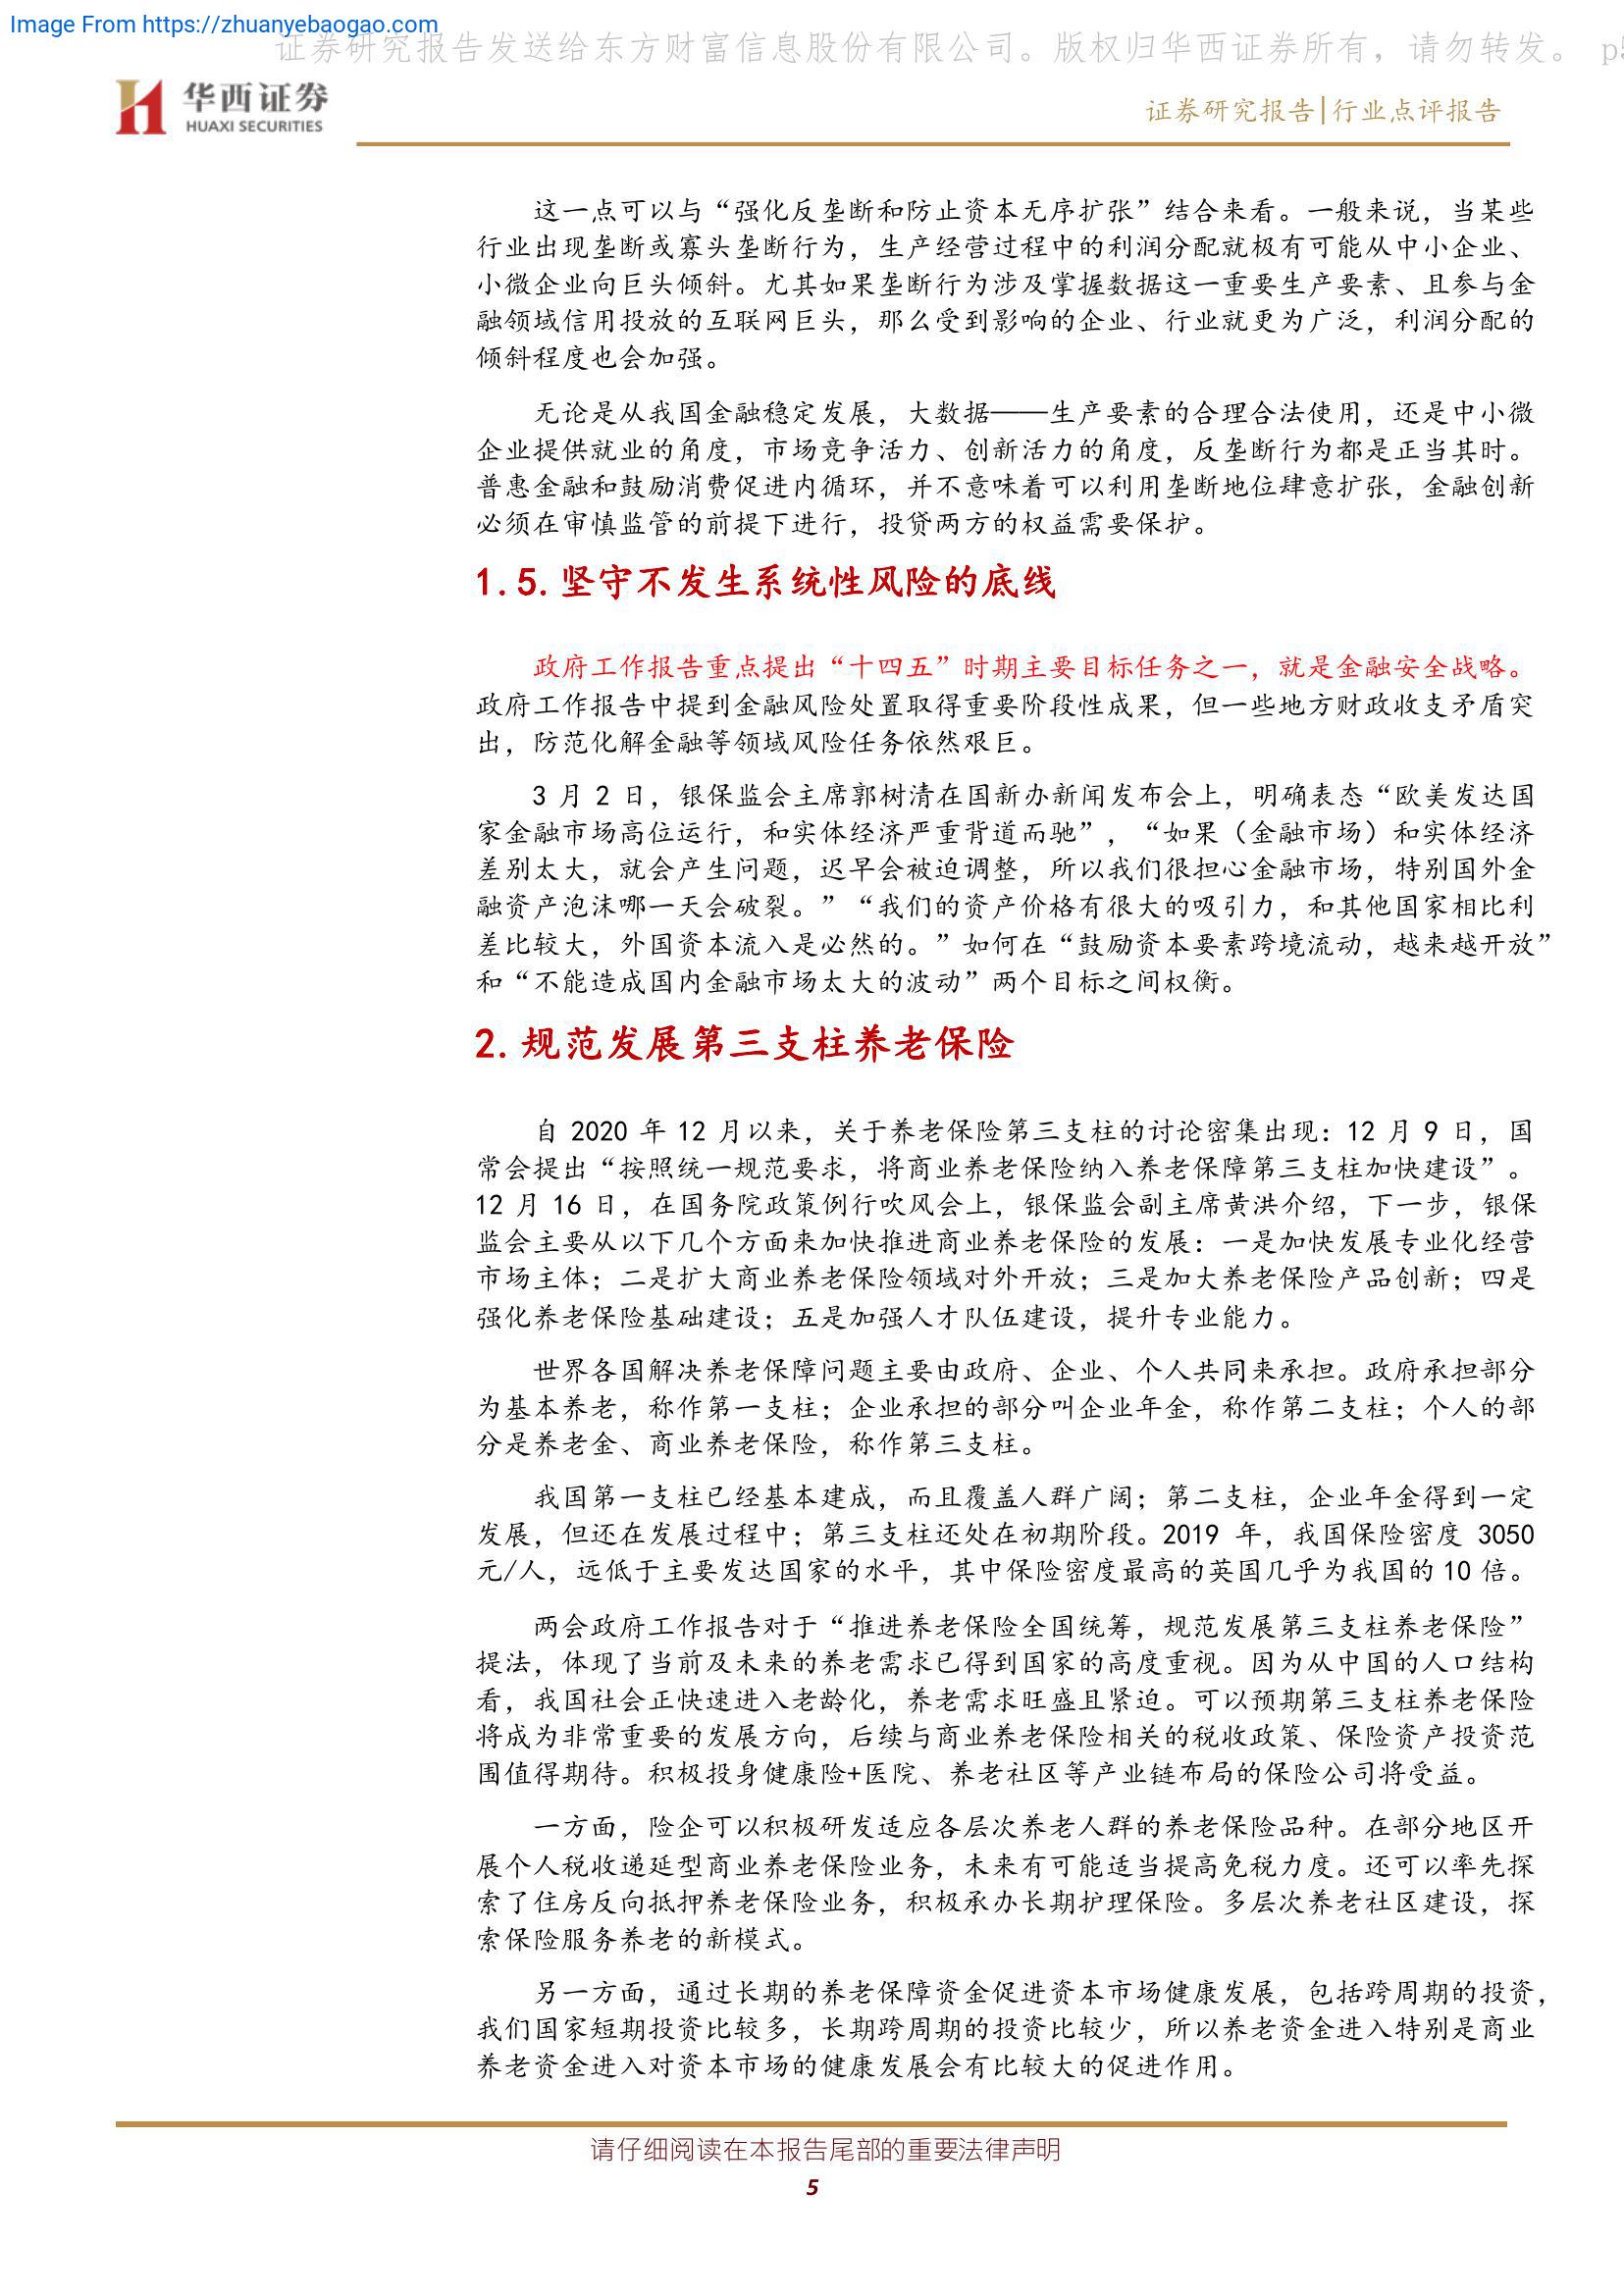 Image From https://zhuanyebaogao.com
证券研究报告发送给东方财富信息股份有限公司。版权归华西证券所有，请勿转发。 p5
华西证券
HUAXI SECURITIES
证券研究报告|行业点评报告
这一点可以与“强化反垄断和防止资本无序扩张”结合来看。一般来说，当某些
行业出现垄断或寡头垄断行为，生产经营过程中的利润分配就极有可能从中小企业、
小微企业向巨头倾斜。尤其如果垄断行为涉及掌握数据这一重要生产要素、且参与金
融领域信用投放的互联网巨头，那么受到影响的企业、行业就更为广泛，利润分配的
倾斜程度也会加强。
无论是从我国金融稳定发展，大数据——生产要素的合理合法使用，还是中小微
企业提供就业的角度，市场竞争活力、创新活力的角度，反垄断行为都是正当其时。
普惠金融和鼓励消费促进内循环，并不意味着可以利用垄断地位肆意扩张，金融创新
必须在审慎监管的前提下进行，投贷两方的权益需要保护。
1.5.坚守不发生系统性风险的底线
政府工作报告重点提出“十四五”时期主要目标任务之一，就是金融安全战略。
政府工作报告中提到金融风险处置取得重要阶段性成果，但一些地方财政收支矛盾突
出，防范化解金融等领域风险任务依然艰巨。
3 月 2 日，银保监会主席郭树清在国新办新闻发布会上，明确表态“欧美发达国
家金融市场高位运行，和实体经济严重背道而驰”，“如果（金融市场）和实体经济
差别太大，就会产生问题，迟早会被迫调整，所以我们很担心金融市场，特别国外金
融资产泡沫哪一天会破裂。”“我们的资产价格有很大的吸引力，和其他国家相比利
差比较大，外国资本流入是必然的。”如何在“鼓励资本要素跨境流动，越来越开放”
和“不能造成国内金融市场太大的波动”两个目标之间权衡。
2.规范发展第三支柱养老保险
自 2020 年 12 月以来，关于养老保险第三支柱的讨论密集出现：12 月 9 日，国
常会提出“按照统一规范要求，将商业养老保险纳入养老保障第三支柱加快建设”。
12 月 16 日，在国务院政策例行吹风会上，银保监会副主席黄洪介绍，下一步，银保
监会主要从以下几个方面来加快推进商业养老保险的发展：一是加快发展专业化经营
市场主体；二是扩大商业养老保险领域对外开放；三是加大养老保险产品创新；四是
强化养老保险基础建设；五是加强人才队伍建设，提升专业能力。
世界各国解决养老保障问题主要由政府、企业、个人共同来承担。政府承担部分
为基本养老，称作第一支柱；企业承担的部分叫企业年金，称作第二支柱；个人的部
分是养老金、商业养老保险，称作第三支柱。
我国第一支柱已经基本建成，而且覆盖人群广阔；第二支柱，企业年金得到一定
发展，但还在发展过程中；第三支柱还处在初期阶段。2019 年，我国保险密度 3050
元/人，远低于主要发达国家的水平，其中保险密度最高的英国几乎为我国的 10 倍。
两会政府工作报告对于“推进养老保险全国统筹，规范发展第三支柱养老保险”
提法，体现了当前及未来的养老需求已得到国家的高度重视。因为从中国的人口结构
看，我国社会正快速进入老龄化，养老需求旺盛且紧迫。可以预期第三支柱养老保险
将成为非常重要的发展方向，后续与商业养老保险相关的税收政策、保险资产投资范
围值得期待。积极投身健康险+医院、养老社区等产业链布局的保险公司将受益。
一方面，险企可以积极研发适应各层次养老人群的养老保险品种。在部分地区开
展个人税收递延型商业养老保险业务，未来有可能适当提高免税力度。还可以率先探
索了住房反向抵押养老保险业务，积极承办长期护理保险。多层次养老社区建设，探
索保险服务养老的新模式。
另一方面，通过长期的养老保障资金促进资本市场健康发展，包括跨周期的投资，
我们国家短期投资比较多，长期跨周期的投资比较少，所以养老资金进入特别是商业
养老资金进入对资本市场的健康发展会有比较大的促进作用。
请仔细阅读在本报告尾部的重要法律声明
5